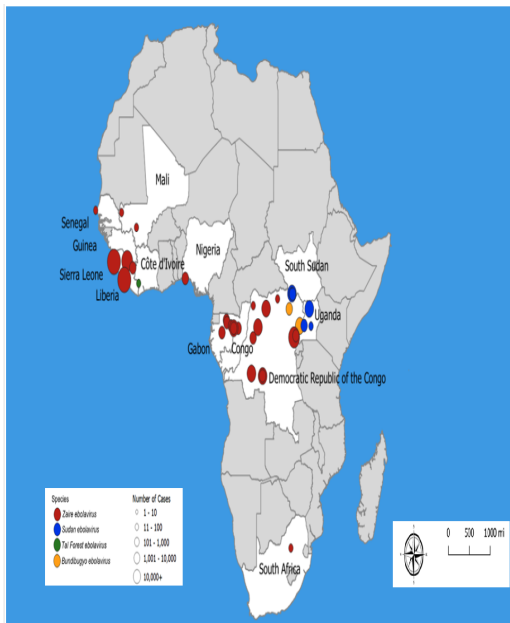 Mali
Senegal
Guinea
Nigeria
Côte d'Ivoire
South Sudan
Sierra Leone
Liberia
Uganda
Gabon
Congo
Democratic Republic of the Congo
South Africa
Species
Zaire ebolavirus
Sudan ebolavirus
Tai Forest ebolavirus
Bundibugyo ebolavirus
Number of Cases
1 - 10
11 - 100
101 - 1,000
1,001 - 10,000
10,000+
0 500 1000 mi